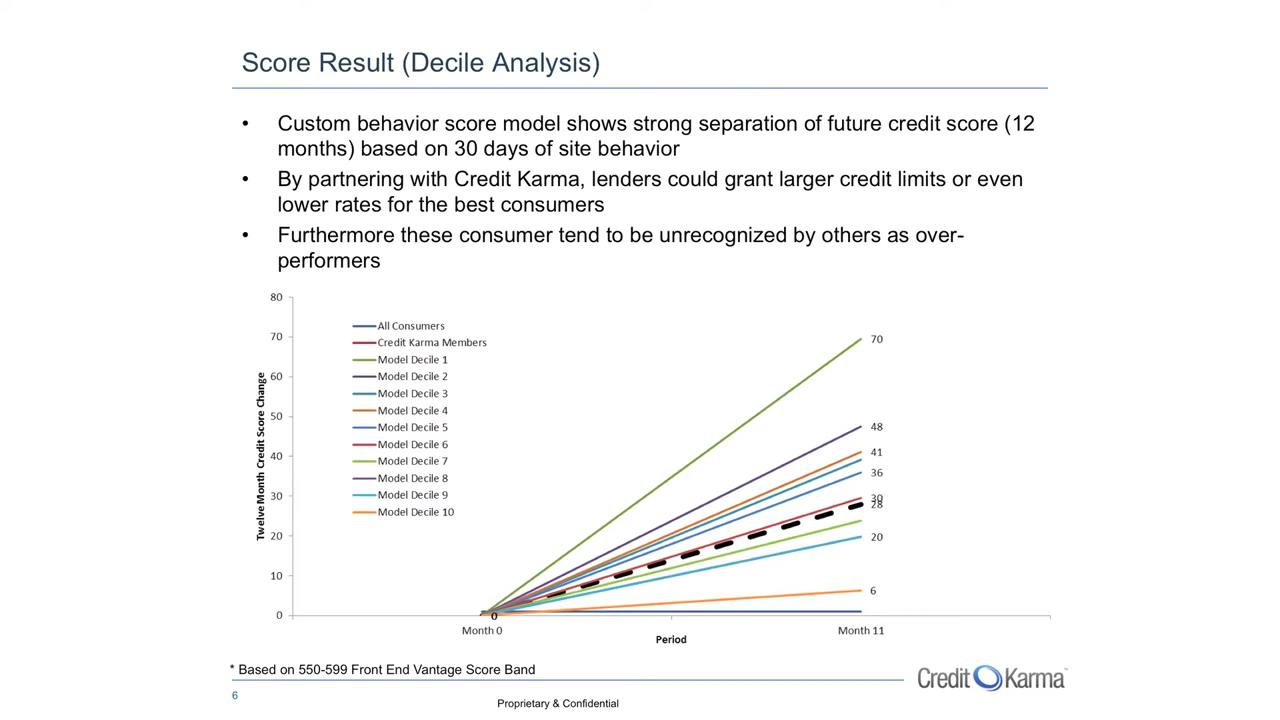 Score Result (Decile Analysis)
• Custom behavior score model shows strong separation of future credit score (12
months) based on 30 days of site behavior
• By partnering with Credit Karma, lenders could grant larger credit limits or even
lower rates for the best consumers
• Furthermore these consumer tend to be unrecognized by others as over-
performers
80
70
60
50
40
30
20
10
0
Twelve Month Credit Score Change
All Consumers
Credit Karma Members
Model Decile 1
Model Decile 2
Model Decile 3
Model Decile 4
Model Decile 5
Model Decile 6
Model Decile 7
Model Decile 8
Model Decile 9
Model Decile 10
70
48
41
36
30
28
20
6
0
Month 0
Month 11
Period
* Based on 550-599 Front End Vantage Score Band
Credit Karma™
6
Proprietary & Confidential